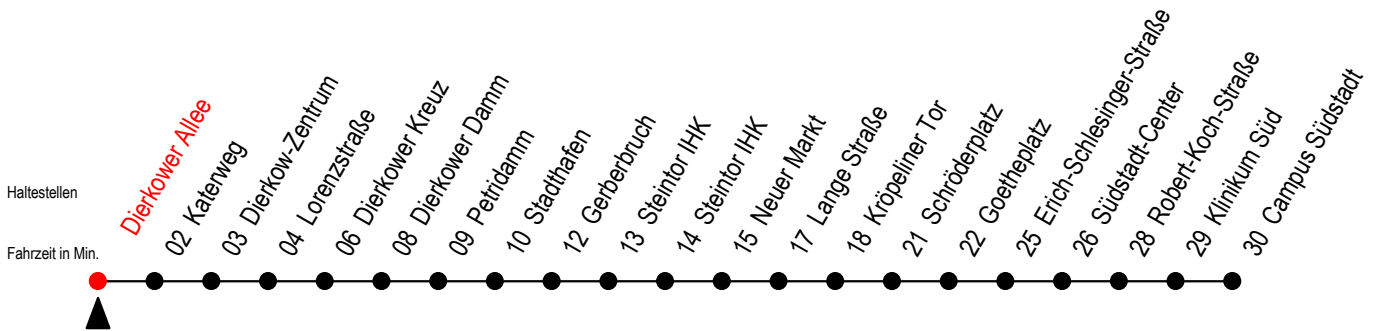 Haltestellen
Fahrzeit in Min.
Dierkower Allee
02 Katerweg
03 Dierkow-Zentrum
04 Lorenzstraße
06 Dierkower Kreuz
08 Dierkower Damm
09 Petridamm
10 Stadthafen
12 Gerberbruch
13 Steintor IHK
14 Steintor IHK
15 Neuer Markt
17 Lange Straße
18 Kröpeliner Tor
21 Schröderplatz
22 Goetheplatz
25 Erich-Schlesinger-Straße
26 Südstadt-Center
28 Robert-Koch-Straße
29 Klinikum Süd
30 Campus Südstadt